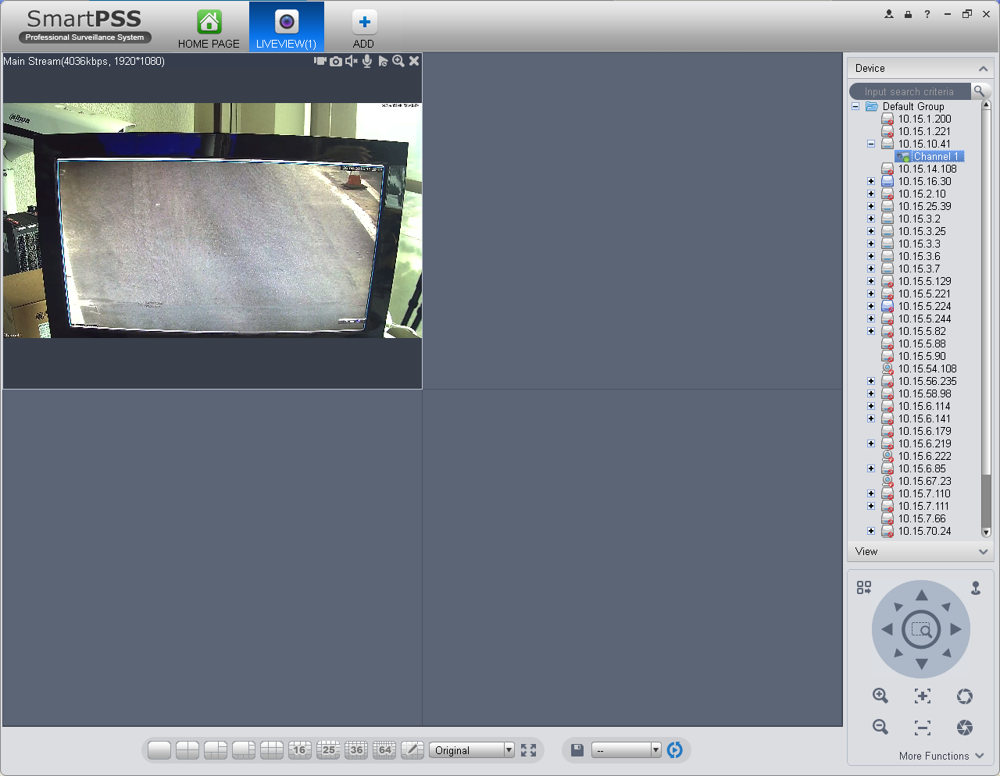 SmartPSS
Professional Surveillance System
HOME PAGE
LIVEVIEW(1)
ADD
?
Main Stream(4036kbps, 1920*1080)
alhua
Device
Input search criteria
Default Group
10.15.1.200
10.15.1.221
10.15.10.41
Channel 1
10.15.14.108
10.15.16.30
10.15.2.10
10.15.25.39
10.15.3.2
10.15.3.25
10.15.3.3
10.15.3.6
10.15.3.7
10.15.5.129
10.15.5.221
10.15.5.224
10.15.5.244
10.15.5.82
10.15.5.88
10.15.5.90
10.15.54.108
10.15.56.235
10.15.58.98
10.15.6.114
10.15.6.141
10.15.6.179
10.15.6.219
10.15.6.222
10.15.6.85
10.15.67.23
10.15.7.110
10.15.7.111
10.15.7.66
10.15.70.24
View
More Functions
16
25
36
64
Original
--